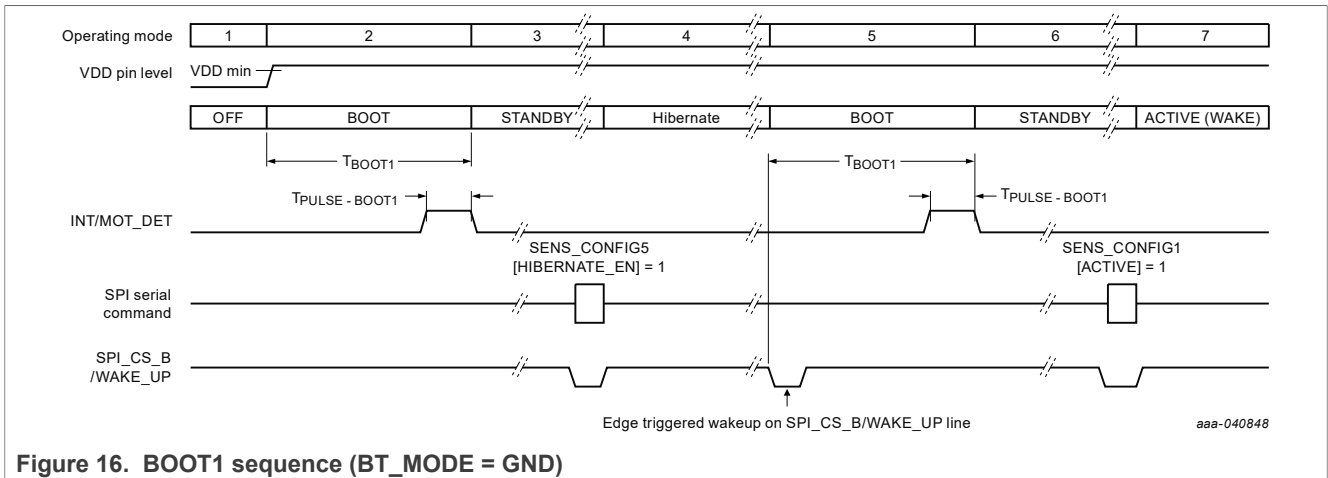 Operating mode 1 2 3 4 5 6 7
VDD pin level VDD min
OFF BOOT STANDBY Hibernate BOOT STANDBY ACTIVE (WAKE)
TBOOT1 TBOOT1
TPULSE - BOOT1 TPULSE - BOOT1
INT/MOT_DET
SENS_CONFIG5 SENS_CONFIG1
[HIBERNATE_EN] = 1 [ACTIVE] = 1
SPI serial
command
SPI_CS_B
/WAKE_UP
Edge triggered wakeup on SPI_CS_B/WAKE_UP line aaa-040848
Figure 16. BOOT1 sequence (BT_MODE = GND)